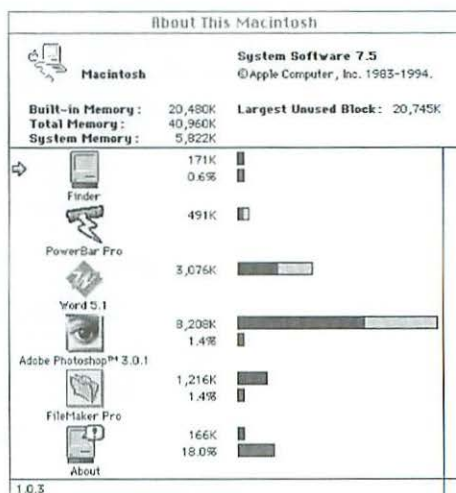 About This Macintosh
Macintosh
System Software 7.5
©Apple Computer, Inc. 1983-1994.
Built-in Memory: 20,480K
Largest Unused Block: 20,745K
Total Memory: 40,960K
System Memory: 5,822K
171K
0.6%
Finder
491K
PowerBar Pro
3,076K
Word 5.1
8,208K
1.4%
Adobe Photoshop™ 3.0.1
1,216K
1.4%
FileMaker Pro
166K
18.0%
About
1.0.3